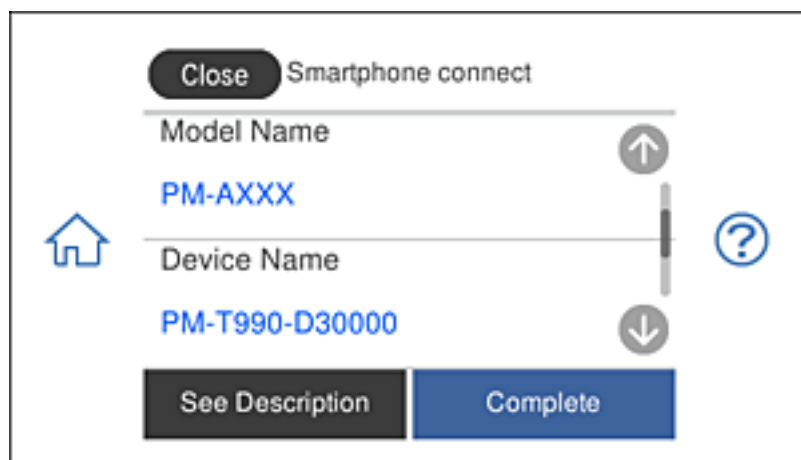 Close Smartphone connect
Model Name
PM-AXXX
Device Name
PM-T990-D30000
See Description Complete